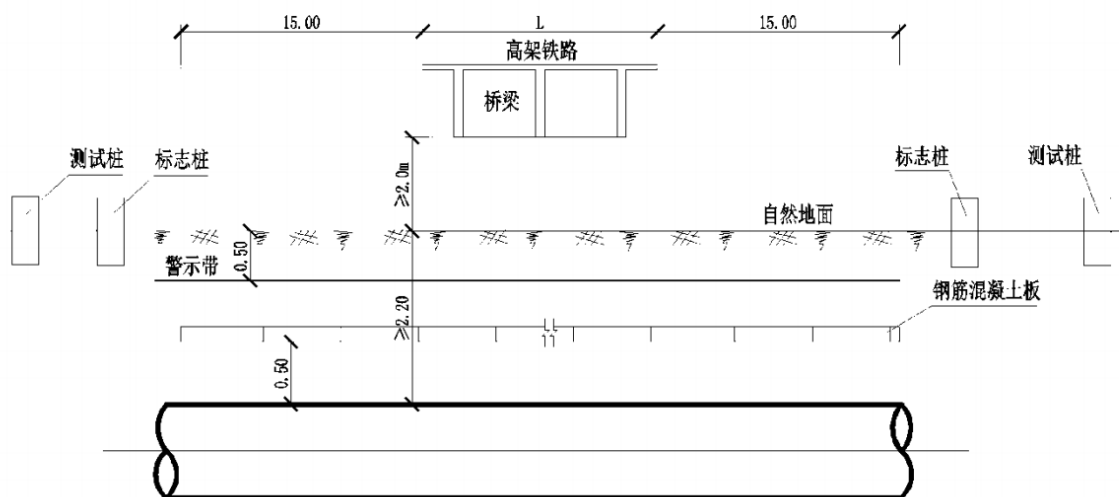 15.00
L
15.00
高架铁路
桥梁
测试桩
标志桩
≥2.0m
标志桩
测试桩
自然地面
0.50
警示带
≥2.20
钢筋混凝土板
0.50